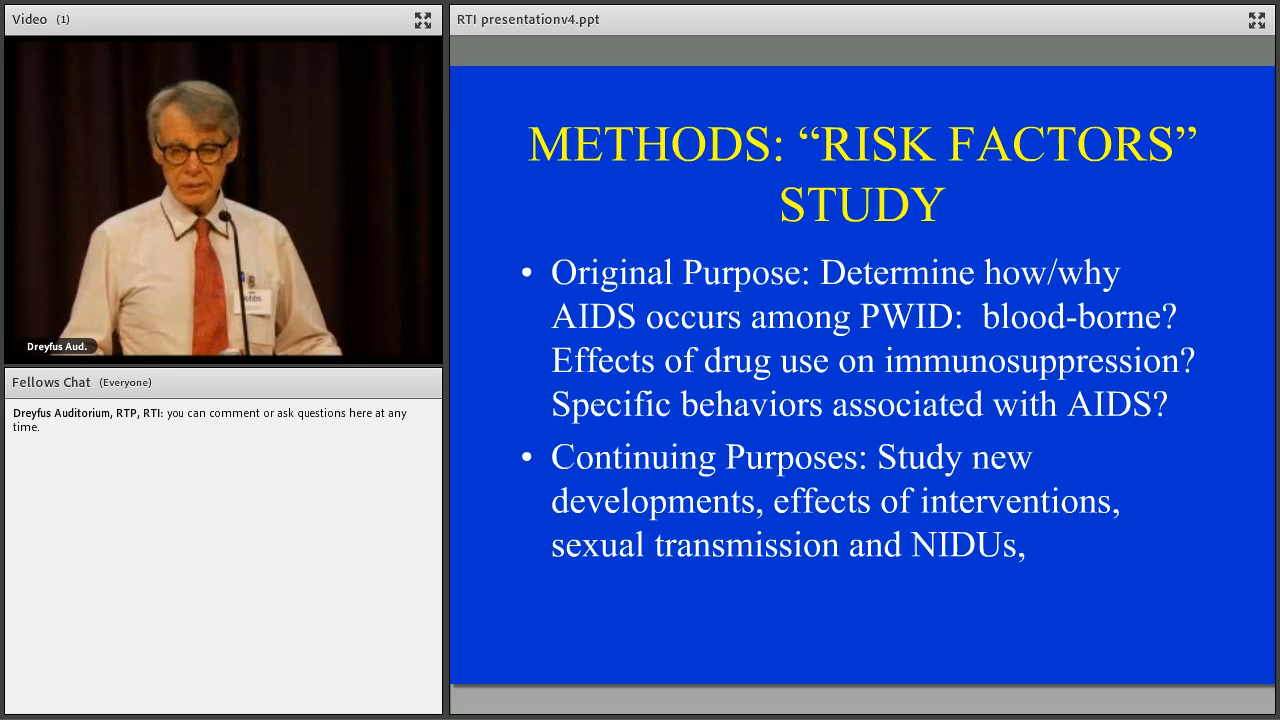 Video (1)
Dreyfus Aud.
Fellows Chat (Everyone)
Dreyfus Auditorium, RTP, RTI: you can comment or ask questions here at any
time.
RTI presentationv4.ppt
METHODS: “RISK FACTORS”
STUDY
• Original Purpose: Determine how/why
AIDS occurs among PWID:  blood-borne?
Effects of drug use on immunosuppression?
Specific behaviors associated with AIDS?
• Continuing Purposes: Study new
developments, effects of interventions,
sexual transmission and NIDUs,